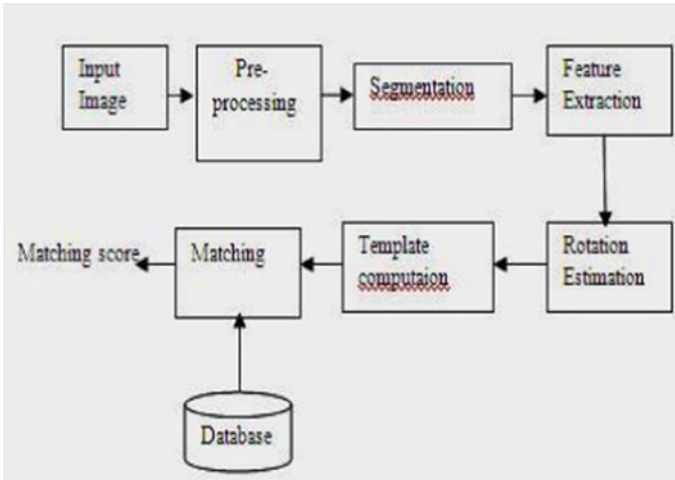 Input
Image
Pre-
processing
Segmentation
Feature
Extraction
Rotation
Estimation
Template
computaion
Matching
Matching score
Database